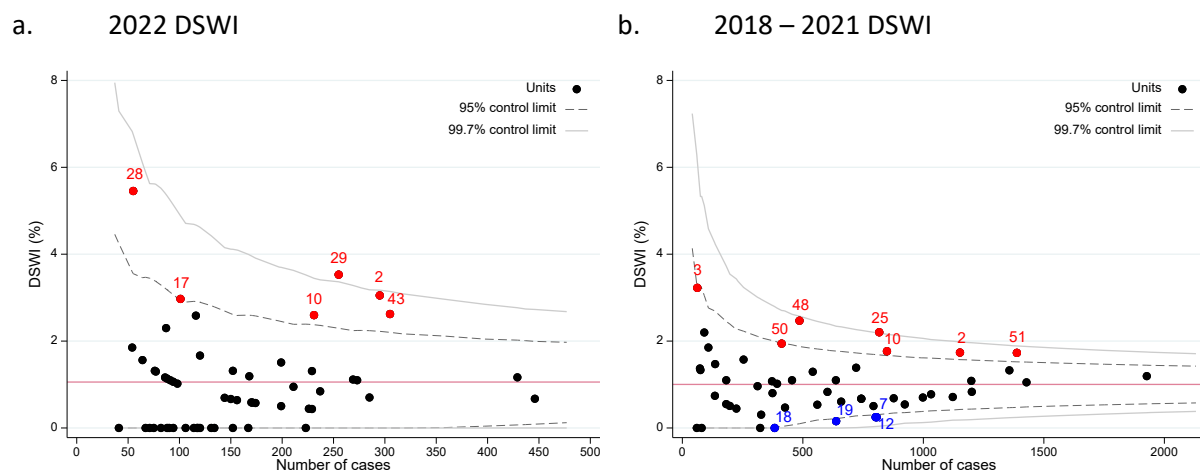 a. 2022 DSWI
8
6
4
2
0
DSWI (%)
Units
95% control limit
99.7% control limit
28
17
10
29
2
43
0 50 100 150 200 250 300 350 400 450 500
Number of cases
b. 2018 – 2021 DSWI
8
6
4
2
0
DSWI (%)
Units
95% control limit
99.7% control limit
3
50
48
25
10
2
51
18
19
7
12
0 500 1000 1500 2000
Number of cases